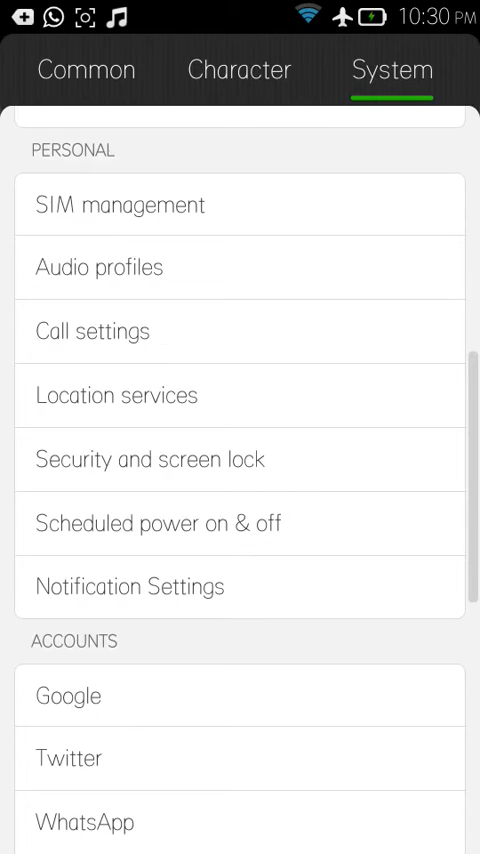 10:30 PM
Common Character System
PERSONAL
SIM management
Audio profiles
Call settings
Location services
Security and screen lock
Scheduled power on & off
Notification Settings
ACCOUNTS
Google
Twitter
WhatsApp